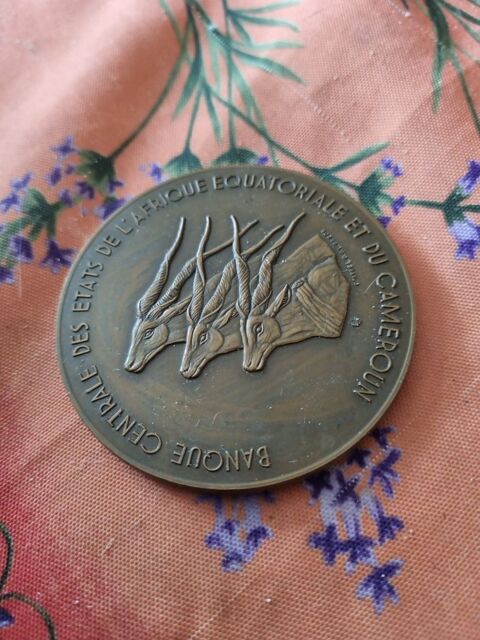 BANQUE CENTRALE DES ETATS DE L'AFRIQUE EQUATORIALE ET DU CAMEROUN